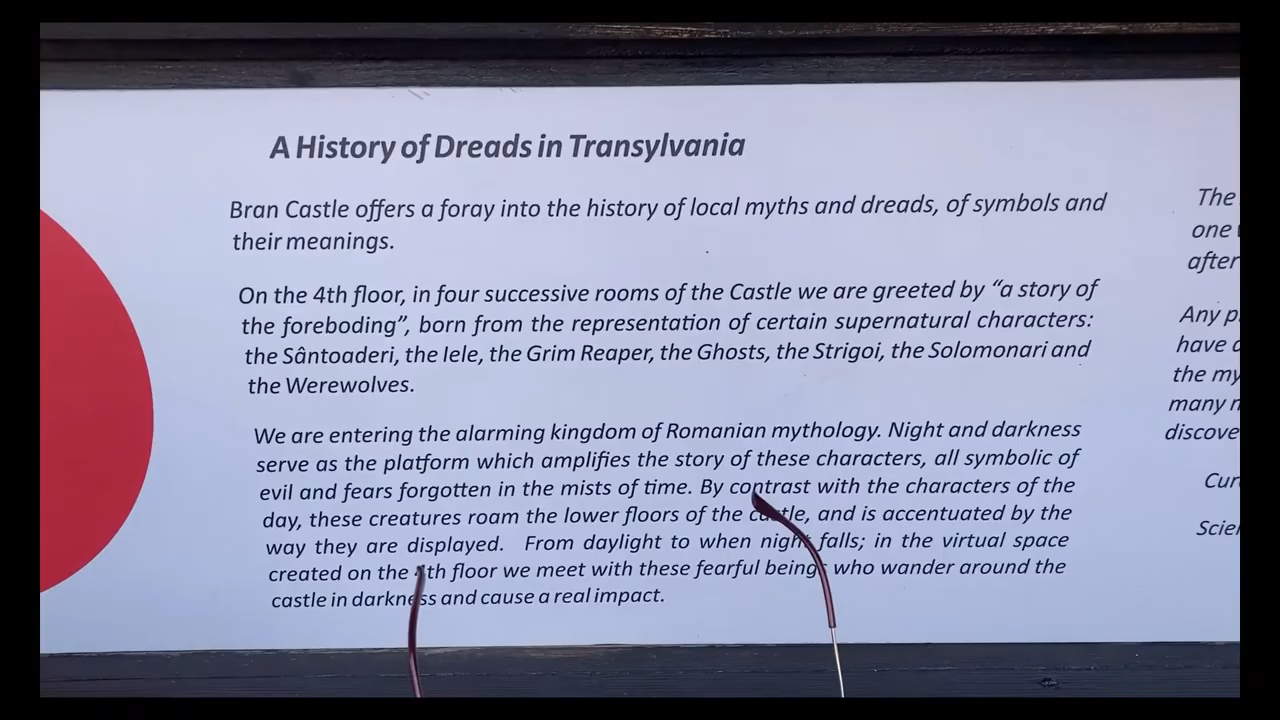 A History of Dreads in Transylvania
Bran Castle offers a foray into the history of local myths and dreads, of symbols and
their meanings.
On the 4th floor, in four successive rooms of the Castle we are greeted by “a story of
the foreboding”, born from the representation of certain supernatural characters:
the Sântoaderi, the Iele, the Grim Reaper, the Ghosts, the Strigoi, the Solomonari and
the Werewolves.
We are entering the alarming kingdom of Romanian mythology. Night and darkness
serve as the platform which amplifies the story of these characters, all symbolic of
evil and fears forgotten in the mists of time. By contrast with the characters of the
day, these creatures roam the lower floors of the castle, and is accentuated by the
way they are displayed. From daylight to when night falls; in the virtual space
created on the 4th floor we meet with these fearful beings who wander around the
castle in darkness and cause a real impact.
The
one
after
Any
have
the my
many
discove